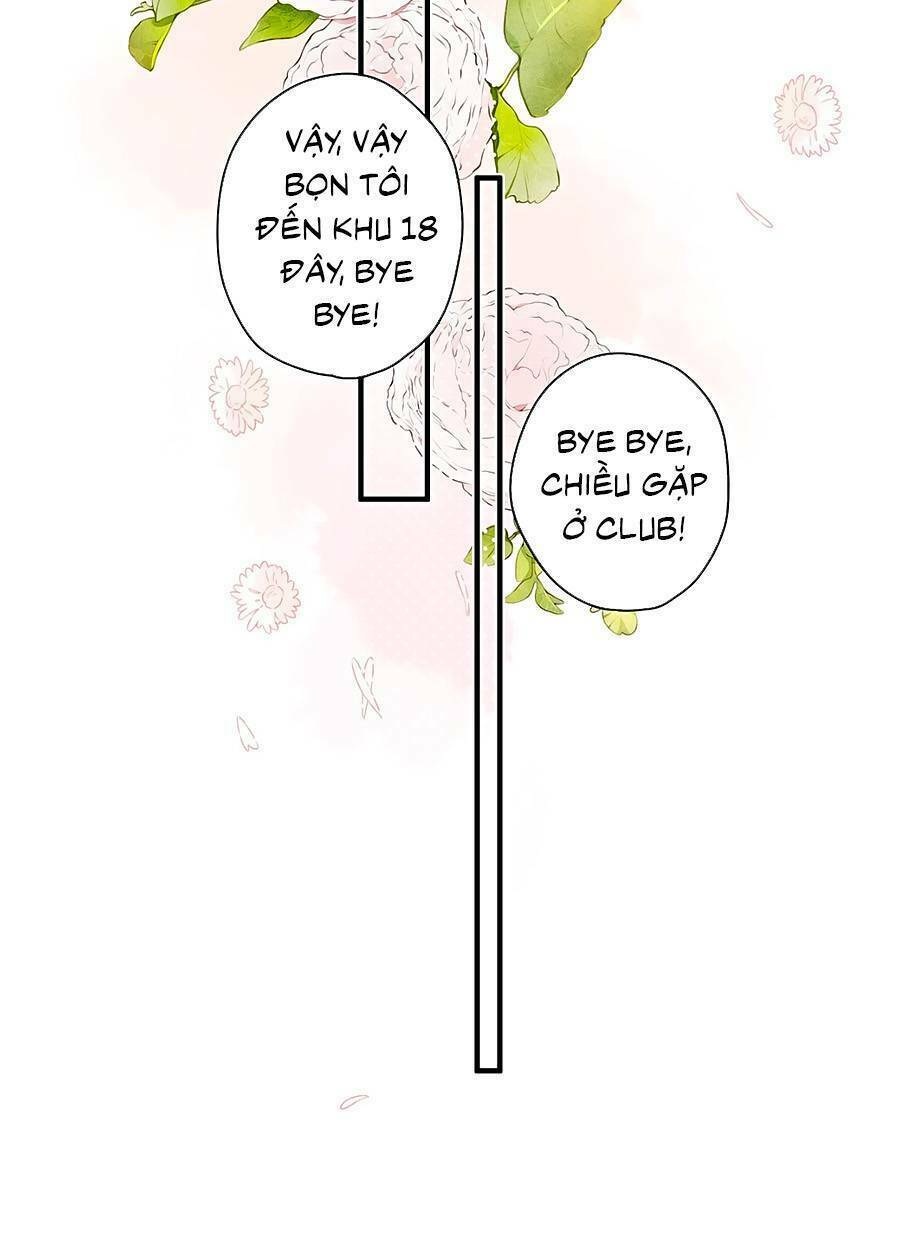 VẬY, VẬY
BỌN TÔI
ĐẾN KHU 18
ĐÂY, BYE
BYE!
BYE BYE,
CHIỀU GẶP
Ở CLUB!